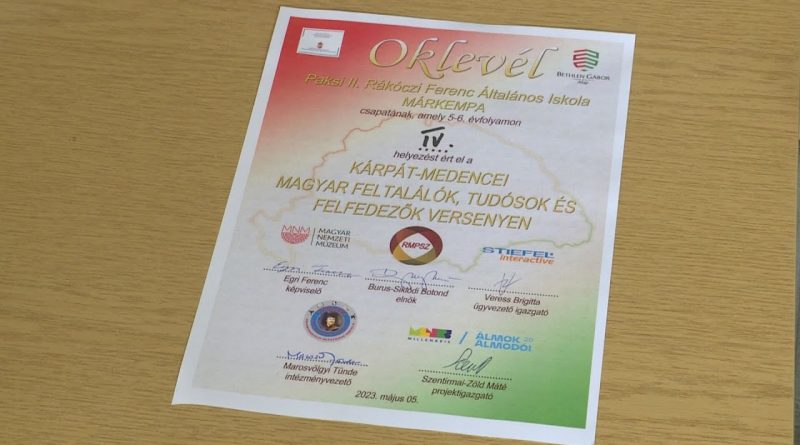 Oklevél
BETHLEN GÁBOR
Alap
Paksi II. Rákóczi Ferenc Általános Iskola
MÁRKEMPA
csapatának, amely 5-6. évfolyamon
IV.
helyezést ért el a
KÁRPÁT-MEDENCEI
MAGYAR FELTALÁLÓK, TUDÓSOK ÉS
FELFEDEZŐK VERSENYEN
MNM
MAGYAR
NEMZETI
MÚZEUM
RMPSZ
STIEFEL
interactive
Egri Ferenc
képviselő
Burus-Siklódi Botond
elnök
Veress Brigitta
ügyvezető igazgató
MILLENÁRIS
ÁLMOK
ÁLMODÓI 20
Marosvölgyi Tünde
intézményvezető
Szentirmai-Zöld Máté
projektigazgató
2023. május 05.